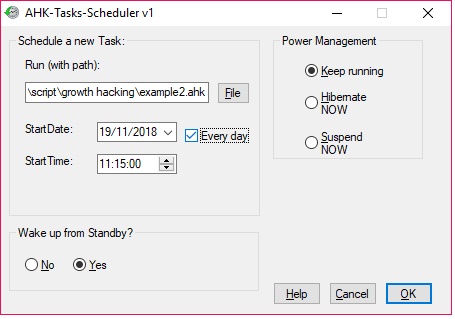 AHK-Tasks-Scheduler v1
Schedule a new Task:
Run (with path):
\script\growth hacking\example2.ahk
File
StartDate:
19/11/2018
Every day
StartTime:
11:15:00
Power Management
Keep running
Hibernate
NOW
Suspend
NOW
Wake up from Standby?
No
Yes
Help
Cancel
OK